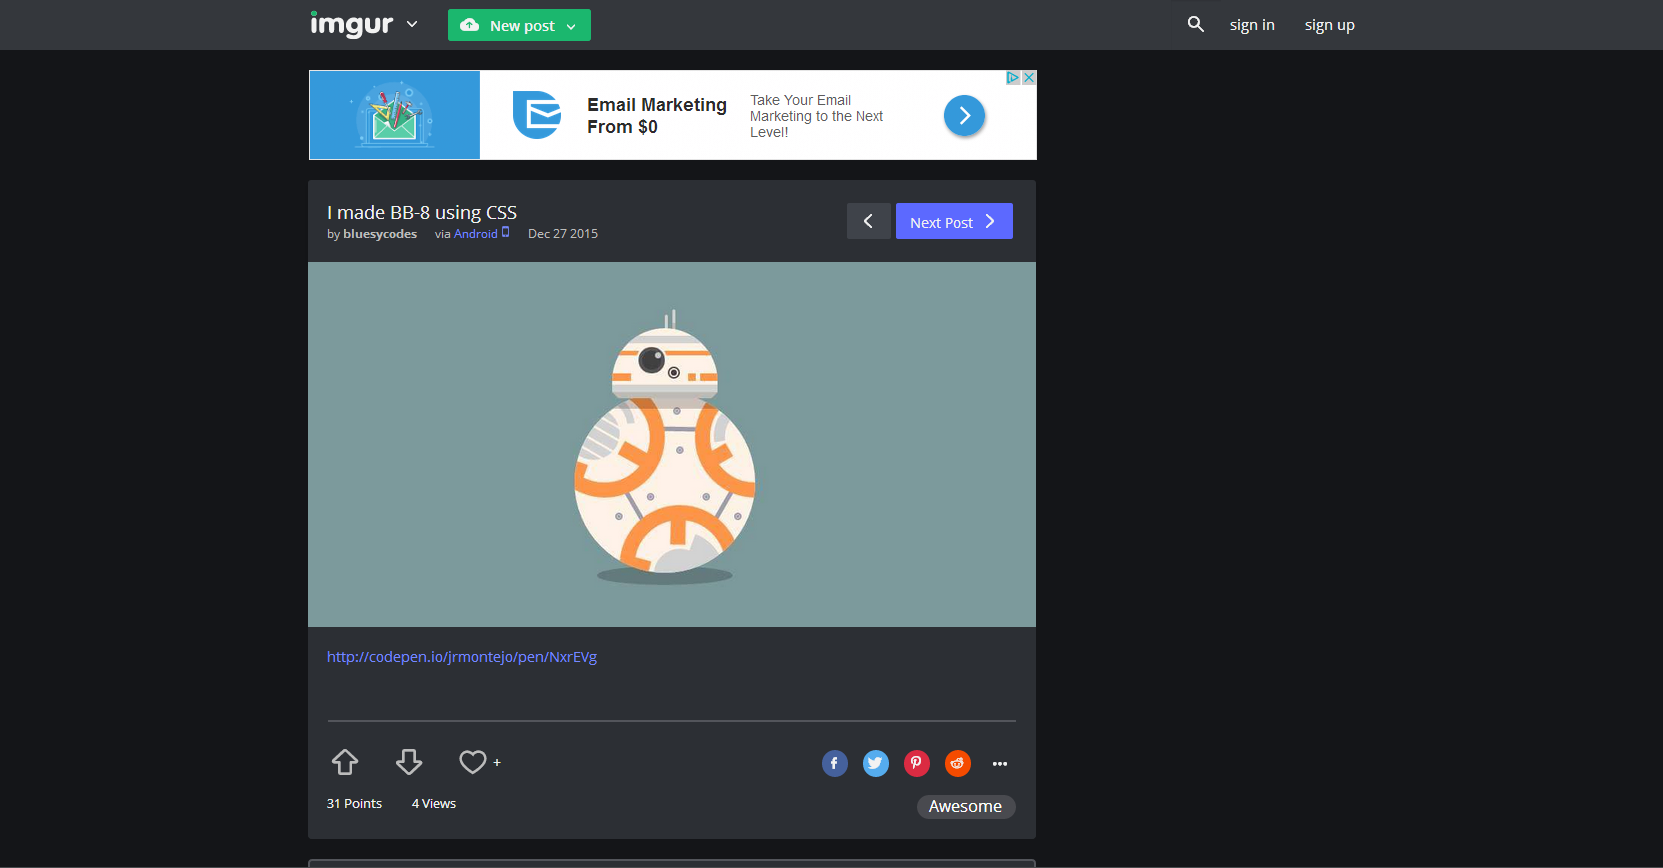 imgur
New post
sign in
sign up
Email Marketing
From $0
Take Your Email
Marketing to the Next
Level!
I made BB-8 using CSS
by bluesycodes via Android Dec 27 2015
Next Post
http://codepen.io/jrmontejo/pen/NxrEVg
+
31 Points
4 Views
Awesome